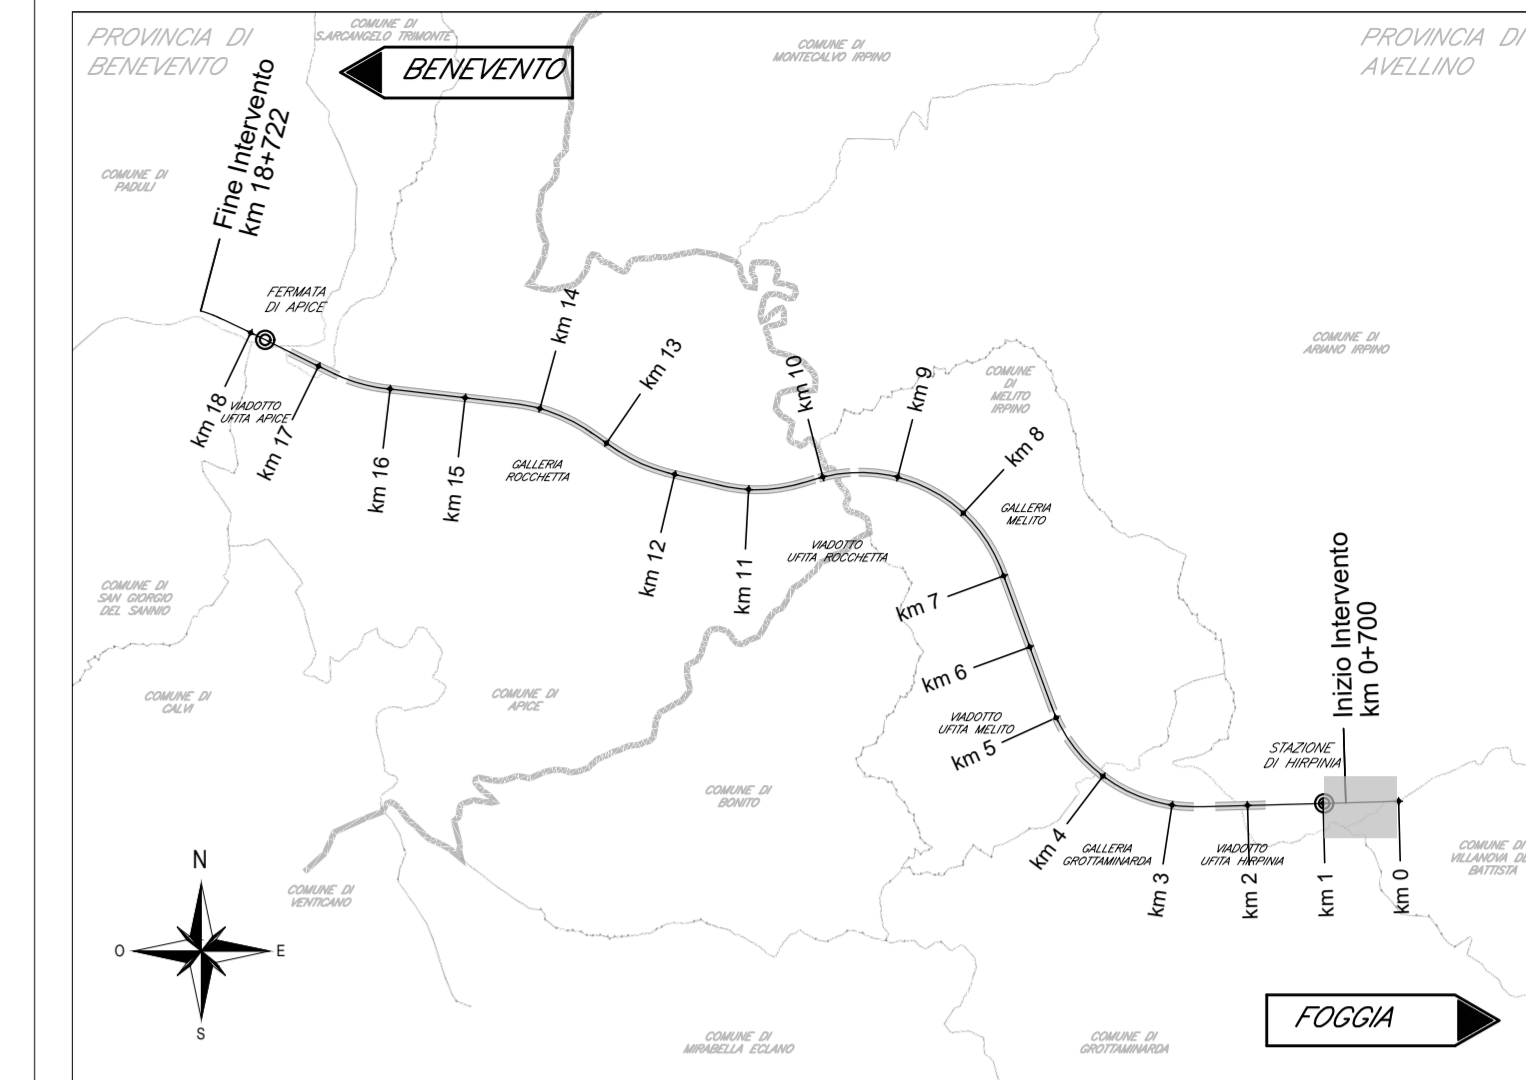 PROVINCIA DI
BENEVENTO
COMUNE DI
S.ARCANGELO TRIMONTE
BENEVENTO
COMUNE DI
MONTECALVO IRPINO
PROVINCIA DI
AVELLINO
Fine Intervento
km 18+722
COMUNE DI
PADULI
FERMATA
DI APICE
km 14
km 13
km 10
km 9
COMUNE DI
ARIANO IRPINO
COMUNE
DI
MELITO
IRPINO
km 18
VIADOTTO
UFITA APICE
km 17
km 16
km 15
GALLERIA
ROCCHETTA
km 8
GALLERIA
MELITO
km 12
km 11
VIADOTTO
UFITA ROCCHETTA
km 7
COMUNE DI
SAN GIORGIO
DEL SANNIO
Inizio Intervento
km 0+700
km 6
COMUNE DI
CALVI
COMUNE DI
APICE
VIADOTTO
UFITA MELITO
km 5
STAZIONE
DI HIRPINIA
COMUNE DI
BONITO
km 4
GALLERIA
GROTTAMINARDA
km 3
VIADOTTO
UFITA HIRPINIA
km 2
km 1
km 0
COMUNE DI
VILLANOVA DE
BATTISTA
COMUNE DI
VENTICANO
N
O
E
S
FOGGIA
COMUNE DI
MIRABELLA ECLANO
COMUNE DI
GROTTAMINARDA